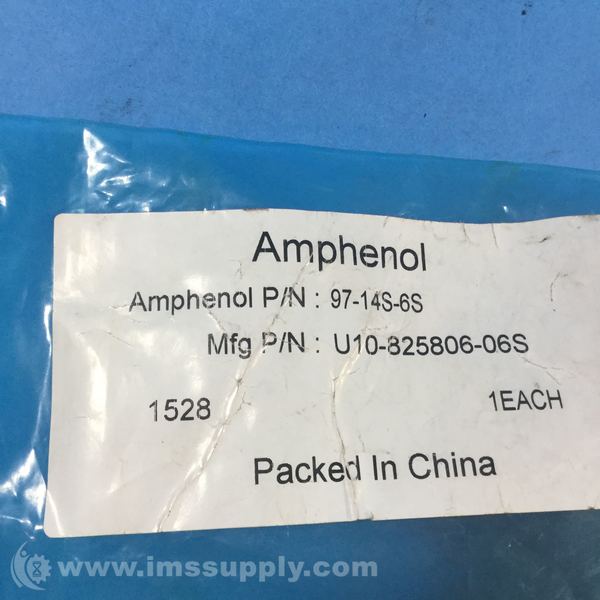 Amphenol
Amphenol P/N : 97-14S-6S
Mfg P/N : U10-825806-06S
1528 1EACH
Packed In China
www.imssupply.com